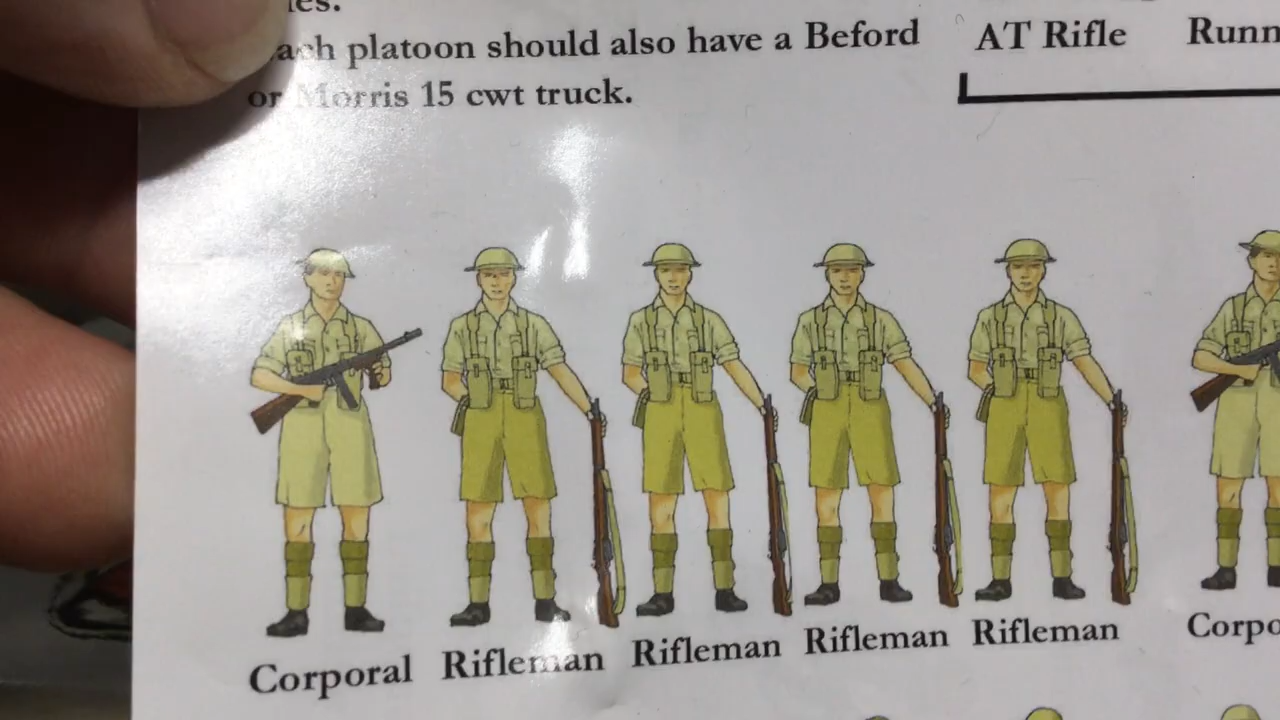 ach platoon should also have a Beford
or Morris 15 cwt truck.
AT Rifle
Corporal
Rifleman
Rifleman
Rifleman
Rifleman